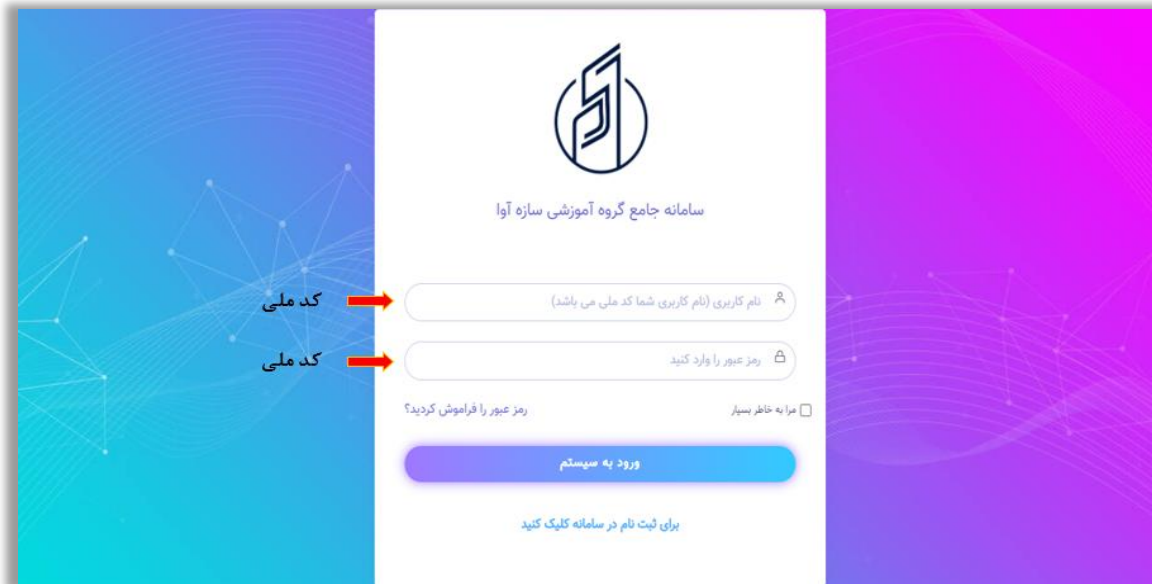 سامانه جامع گروه آموزشی سازه آوا
نام کاربری (نام کاربری شما کد ملی می باشد)
کد ملی
رمز عبور را وارد کنید
کد ملی
مرا به خاطر بسپار
رمز عبور را فراموش کردید؟
ورود به سیستم
برای ثبت نام در سامانه کلیک کنید